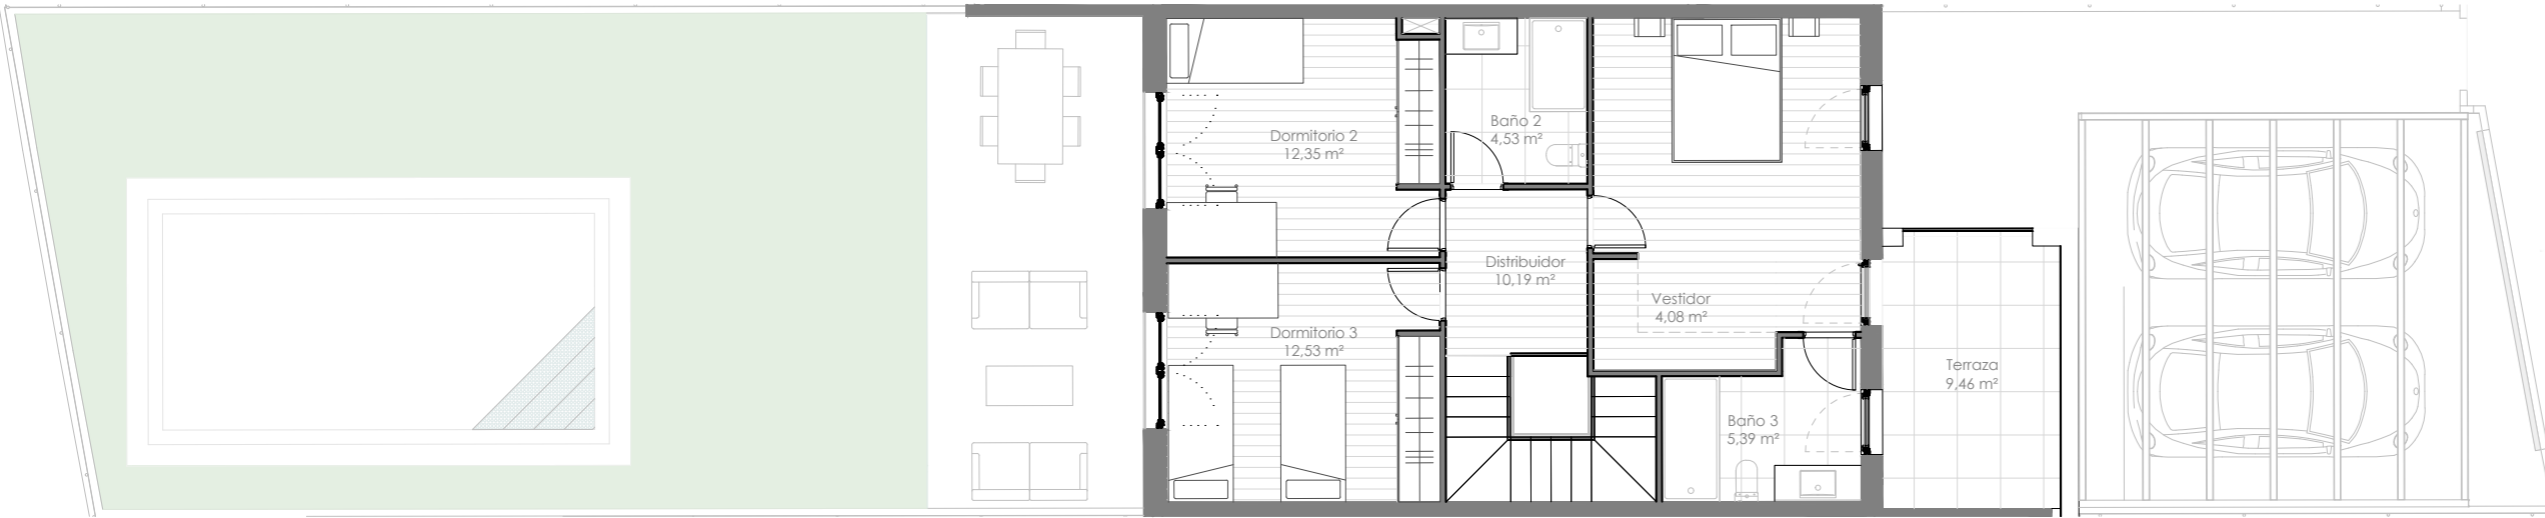 Dormitorio 2
12,35 m²
Baño 2
4,53 m²
Distribuidor
10,19 m²
Vestidor
4,08 m²
Dormitorio 3
12,53 m²
Terraza
9,46 m²
Baño 3
5,39 m²